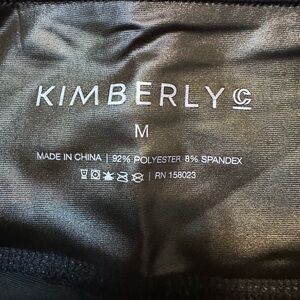 KIMBERLY C
M
MADE IN CHINA | 92% POLYESTER 8% SPANDEX
RN 158023